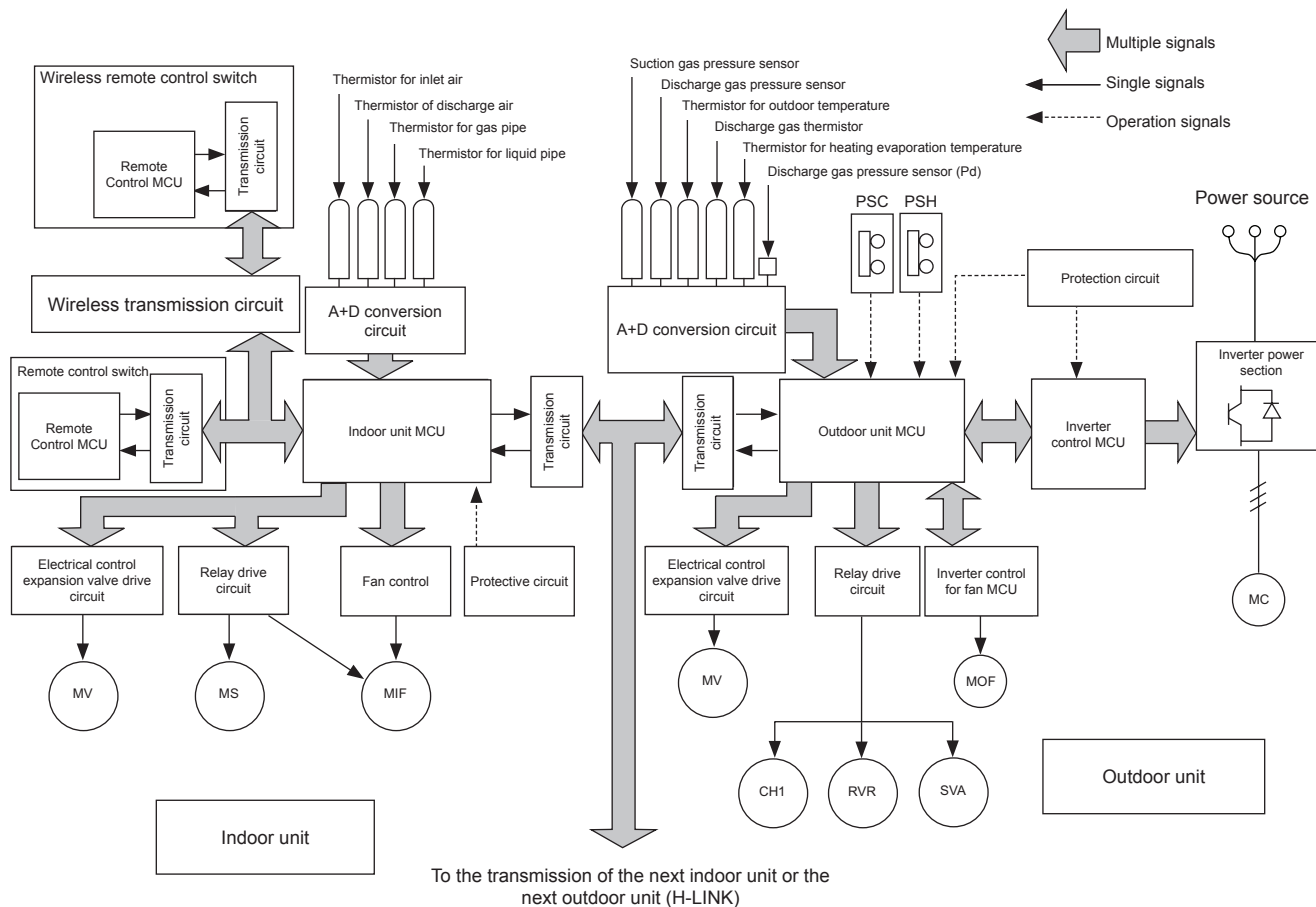 Multiple signals
Single signals
Operation signals
Wireless remote control switch
Remote
Control MCU
Transmission
circuit
Wireless transmission circuit
Thermistor for inlet air
Thermistor of discharge air
Thermistor for gas pipe
Thermistor for liquid pipe
A+D conversion
circuit
Suction gas pressure sensor
Discharge gas pressure sensor
Thermistor for outdoor temperature
Discharge gas thermistor
Thermistor for heating evaporation temperature
Discharge gas pressure sensor (Pd)
PSC
PSH
A+D conversion circuit
Power source
Protection circuit
Remote control switch
Remote
Control MCU
Transmission
circuit
Indoor unit MCU
Transmission
circuit
Transmission
circuit
Outdoor unit MCU
Inverter
control MCU
Inverter power
section
Electrical control
expansion valve drive
circuit
Relay drive
circuit
Fan control
Protective circuit
Electrical control
expansion valve drive
circuit
Relay drive
circuit
Inverter control
for fan MCU
MC
MV
MS
MIF
MV
MOF
CH1
RVR
SVA
Indoor unit
Outdoor unit
To the transmission of the next indoor unit or the
next outdoor unit (H-LINK)